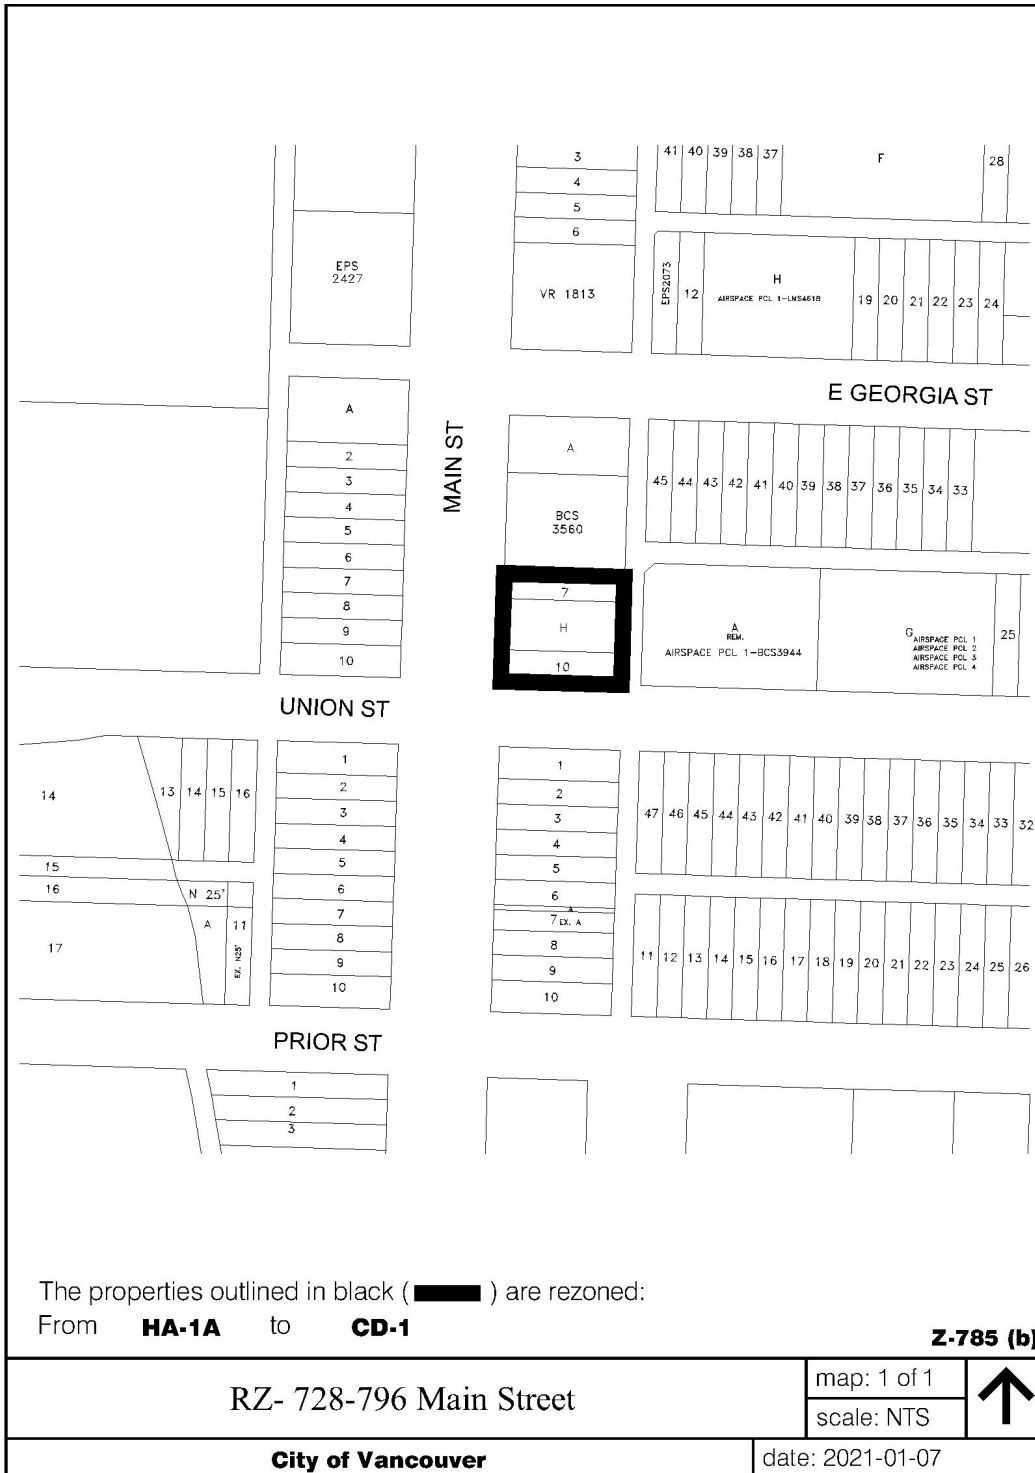 3
4
5
6
41 40 39 38 37
F
28
EPS
2427
VR 1813
EPS2073
12
H
AIRSPACE PCL 1-LMS4618
19 20 21 22 23 24
E GEORGIA ST
MAIN ST
A
2
3
4
5
6
7
8
9
10
A
BCS
3560
7
H
10
45 44 43 42 41 40 39 38 37 36 35 34 33
A
REM.
AIRSPACE PCL 1-BCS3944
G
AIRSPACE PCL 1
AIRSPACE PCL 2
AIRSPACE PCL 3
AIRSPACE PCL 4
25
UNION ST
14
13 14 15 16
15
16
17
N 25'
A
11
EX. N25'
1
2
3
4
5
6
7
8
9
10
1
2
3
4
5
6
A
7 EX. A
8
9
10
47 46 45 44 43 42 41 40 39 38 37 36 35 34 33 32
11 12 13 14 15 16 17 18 19 20 21 22 23 24 25 26
PRIOR ST
1
2
3
The properties outlined in black ( ) are rezoned:
From HA-1A to CD-1
Z-785 (b)
RZ- 728-796 Main Street
map: 1 of 1
scale: NTS
City of Vancouver
date: 2021-01-07